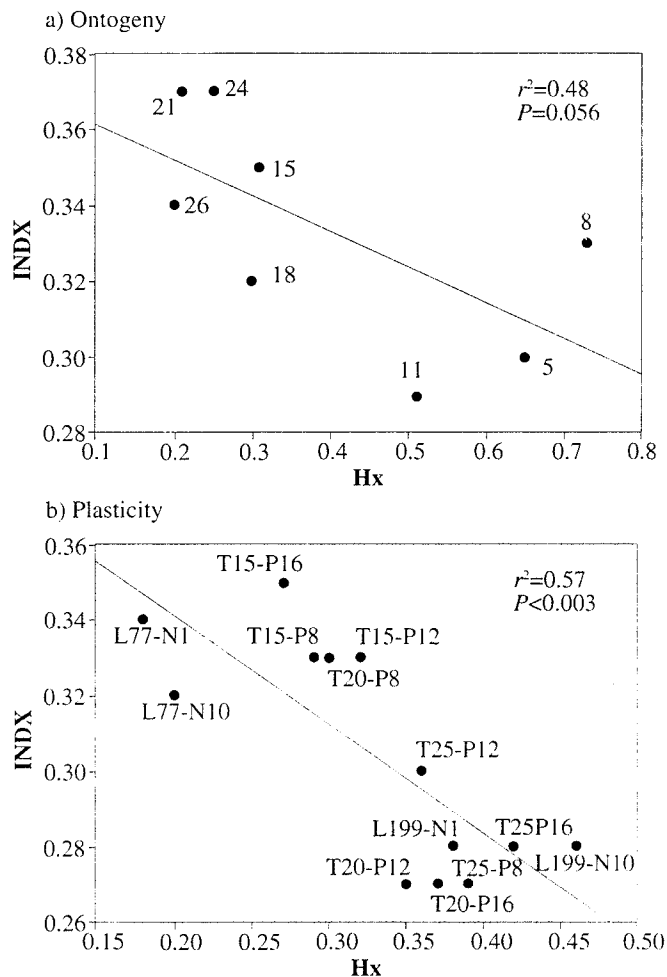 a) Ontogeny
0.38
21
24
r²=0.48
P=0.056
0.36
15
0.34
26
8
INDX
0.32
18
0.30
11
5
0.28
0.1 0.2 0.3 0.4 0.5 0.6 0.7 0.8
Hx
b) Plasticity
0.36
T15-P16
r²=0.57
P<0.003
0.34
L77-N1
T15-P8
T15-P12
T20-P8
0.32
L77-N10
INDX
0.30
T25-P12
0.28
L199-N1
T25P16
L199-N10
T20-P12
T25-P8
T20-P16
0.26
0.15 0.20 0.25 0.30 0.35 0.40 0.45 0.50
Hx